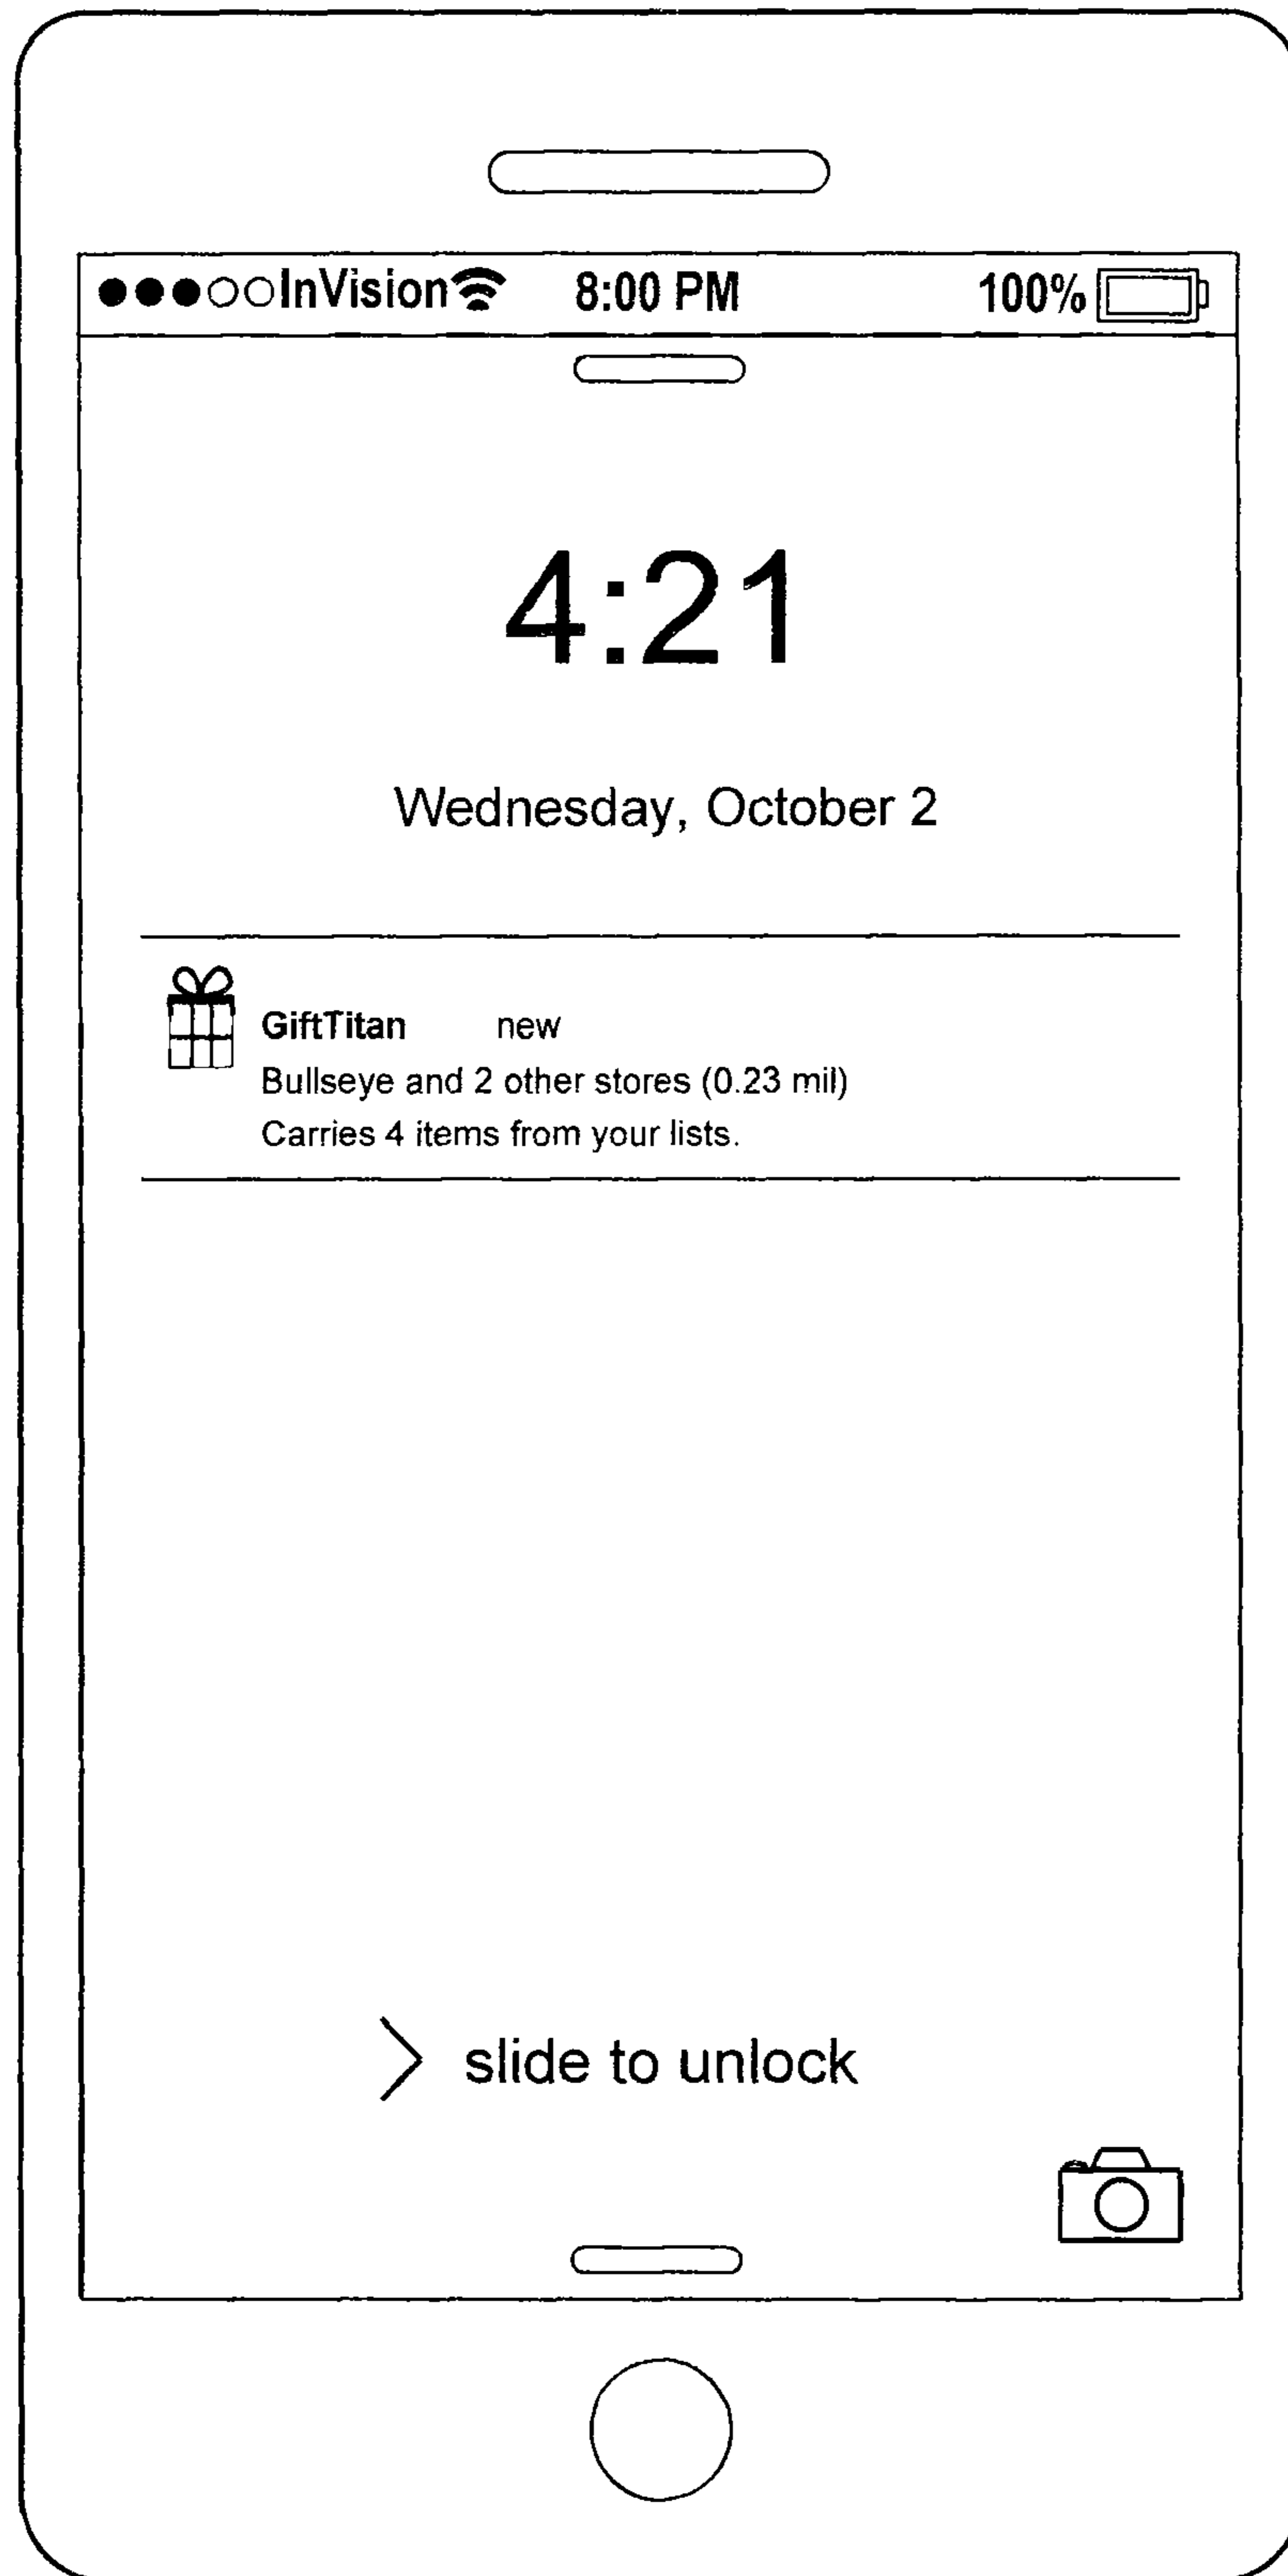 InVision 8:00 PM 100%
4:21
Wednesday, October 2
GiftTitan new
Bullseye and 2 other stores (0.23 mil)
Carries 4 items from your lists.
slide to unlock